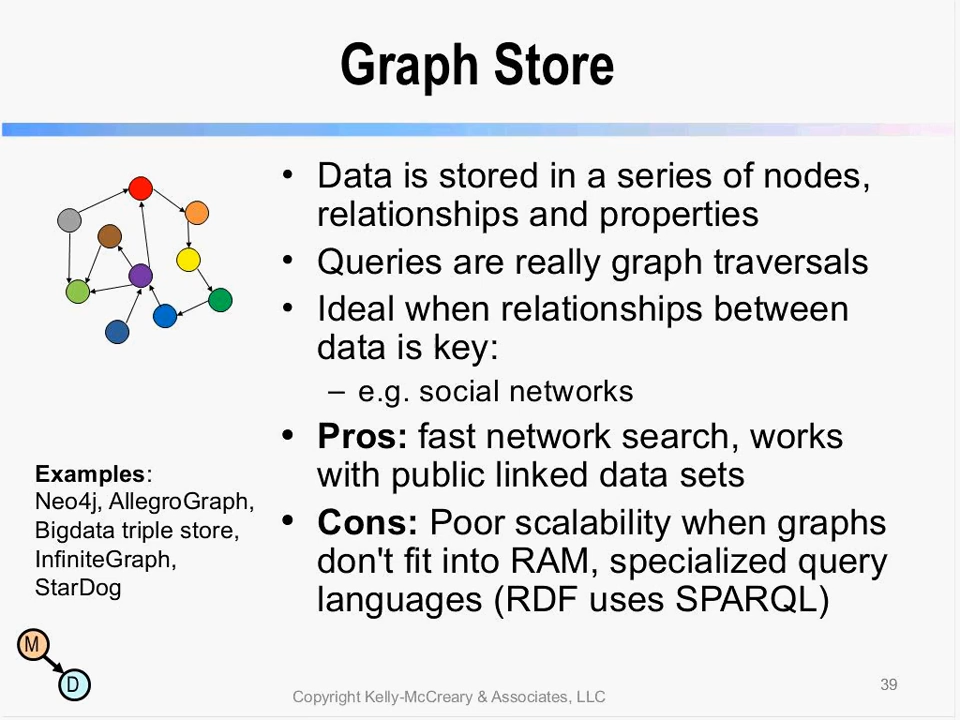 Graph Store
• Data is stored in a series of nodes,
relationships and properties
• Queries are really graph traversals
• Ideal when relationships between
data is key:
– e.g. social networks
• Pros: fast network search, works
with public linked data sets
• Cons: Poor scalability when graphs
don't fit into RAM, specialized query
languages (RDF uses SPARQL)
Examples:
Neo4j, AllegroGraph,
Bigdata triple store,
InfiniteGraph,
StarDog
M
D
Copyright Kelly-McCreary & Associates, LLC
39